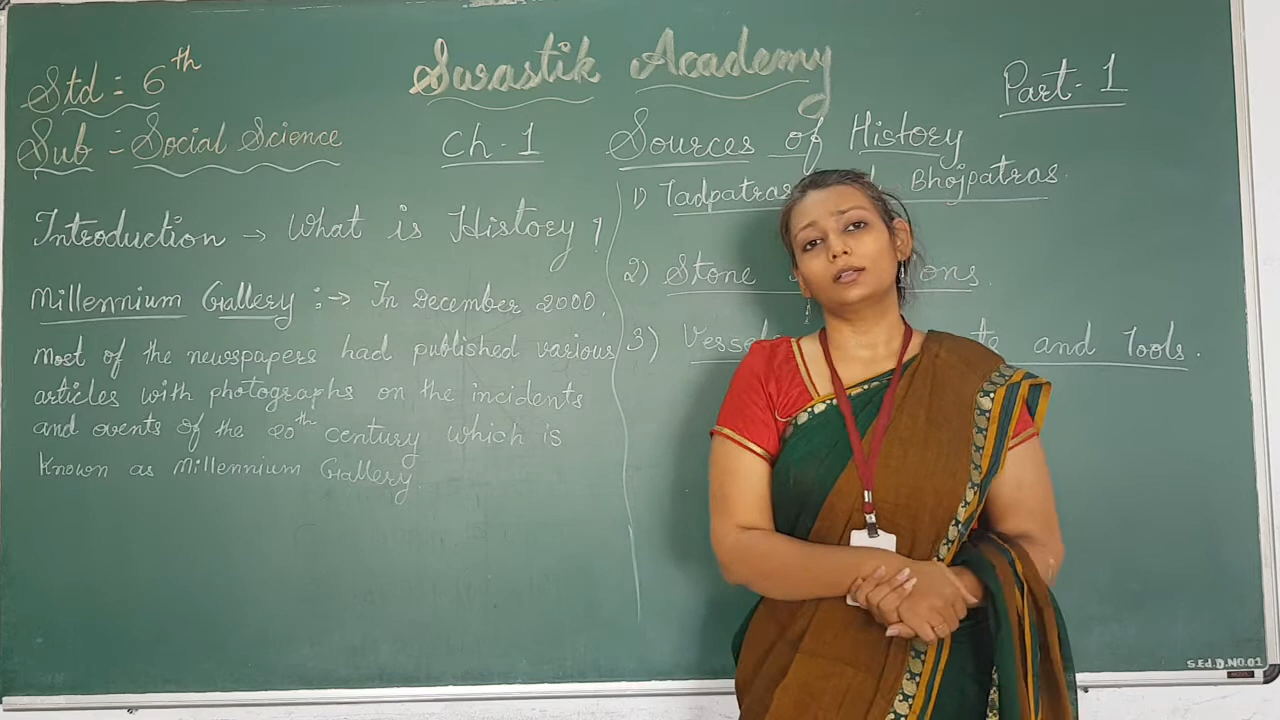 Swastik Academy
Std = 6th
Sub = Social Science
Part-1
Ch-1 Sources of History
Introduction → What is History?
Millennium Gallery :→ In December 2000,
most of the newspapers had published various
articles with photographs on the incidents
and events of the 20th century which is
known as Millennium Gallery.
1) Tadpatras Bhojpatras.
2) Stone
3) and Tools.
S.Ed.D.NO.01